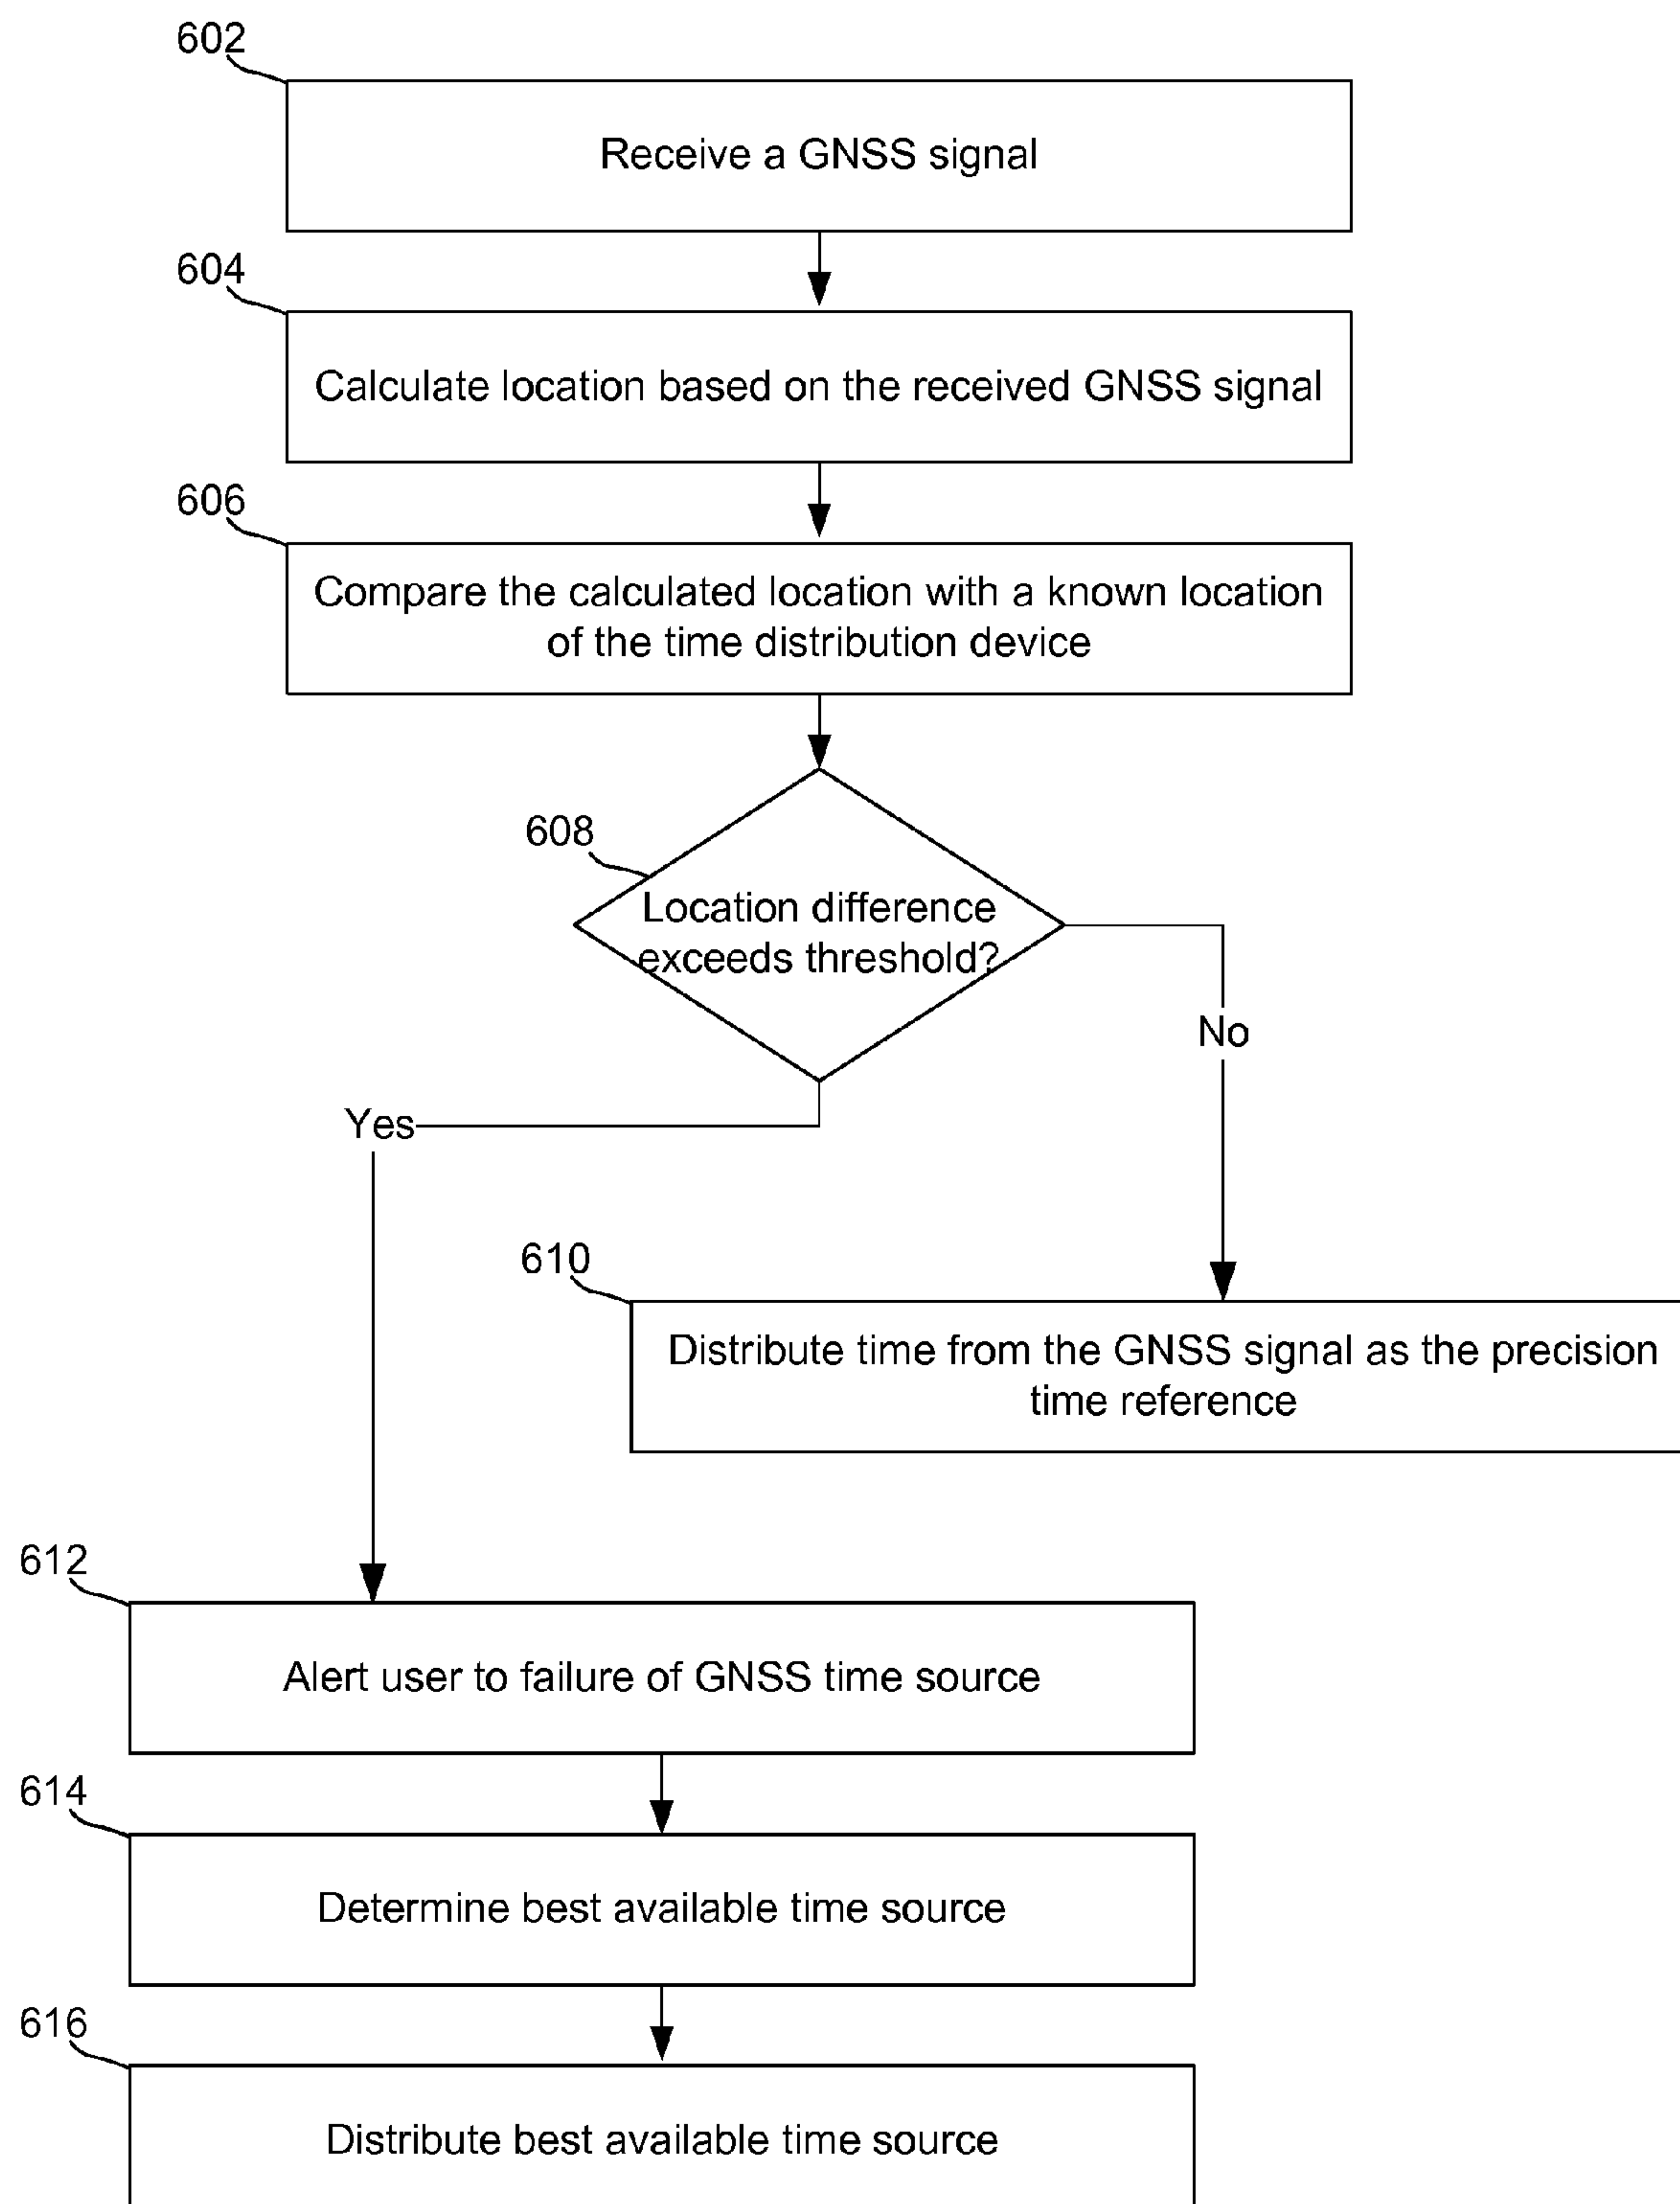 602
Receive a GNSS signal
604
Calculate location based on the received GNSS signal
606
Compare the calculated location with a known location
of the time distribution device
608
Location difference
exceeds threshold?
No
Yes
610
Distribute time from the GNSS signal as the precision
time reference
612
Alert user to failure of GNSS time source
614
Determine best available time source
616
Distribute best available time source